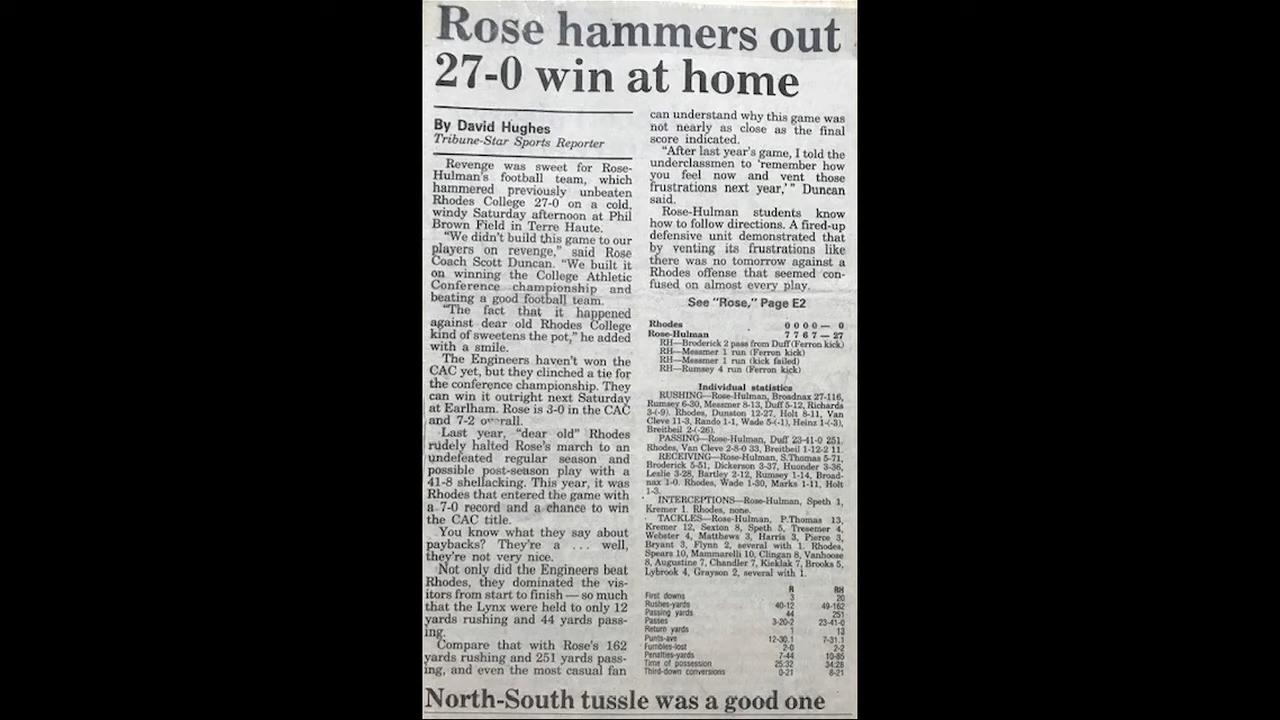 Rose hammers out
27-0 win at home
By David Hughes
Tribune-Star Sports Reporter
Revenge was sweet for Rose-
Hulman's football team, which
hammered previously unbeaten
Rhodes College 27-0 on a cold,
windy Saturday afternoon at Phil
Brown Field in Terre Haute.
"We didn't build this game to our
players on revenge," said Rose
Coach Scott Duncan. "We built it
on winning the College Athletic
Conference championship and
beating a good football team.
"The fact that it happened
against dear old Rhodes College
kind of sweetens the pot," he added
with a smile.
The Engineers haven't won the
CAC yet, but they clinched a tie for
the conference championship. They
can win it outright next Saturday
at Earlham. Rose is 3-0 in the CAC
and 7-2 overall.
Last year, "dear old" Rhodes
rudely halted Rose's march to an
undefeated regular season and
possible post-season play with a
41-8 shellacking. This year, it was
Rhodes that entered the game with
a 7-0 record and a chance to win
the CAC title.
You know what they say about
paybacks? They're a ... well,
they're not very nice.
Not only did the Engineers beat
Rhodes, they dominated the vis-
itors from start to finish — so much
that the Lynx were held to only 12
yards rushing and 44 yards pass-
ing.
Compare that with Rose's 162
yards rushing and 251 yards pass-
ing, and even the most casual fan
can understand why this game was
not nearly as close as the final
score indicated.
"After last year's game, I told the
underclassmen to 'remember how
you feel now and vent those
frustrations next year,'" Duncan
said.
Rose-Hulman students know
how to follow directions. A fired-up
defensive unit demonstrated that
by venting its frustrations like
there was no tomorrow against a
Rhodes offense that seemed con-
fused on almost every play.
See "Rose," Page E2
Rhodes 0 0 0 0 — 0
Rose-Hulman 7 7 6 7 — 27
RH—Broderick 2 pass from Duff (Ferron kick)
RH—Messmer 1 run (Ferron kick)
RH—Messmer 1 run (kick failed)
RH—Rumsey 4 run (Ferron kick)
Individual statistics
RUSHING—Rose-Hulman, Broadnax 27-116,
Rumsey 6-30, Messmer 8-13, Duff 5-12, Richards
3-(-9). Rhodes, Dunston 12-27, Holt 8-11, Van
Cleve 11-3, Rando 1-1, Wade 5-(-1), Heinz 1-(-3),
Breitbeil 2-(-26).
PASSING—Rose-Hulman, Duff 23-41-0 251.
Rhodes, Van Cleve 2-8-0 33, Breitbeil 1-12-2 11.
RECEIVING—Rose-Hulman, S.Thomas 5-71,
Broderick 5-51, Dickerson 3-37, Huonder 3-36,
Leslie 3-28, Bartley 2-12, Rumsey 1-14, Broad-
nax 1-0. Rhodes, Wade 1-30, Marks 1-11, Holt
1-3.
INTERCEPTIONS—Rose-Hulman, Speth 1,
Kremer 1. Rhodes, none.
TACKLES—Rose-Hulman, P.Thomas 13,
Kremer 12, Sexton 8, Speth 5, Tresemer 4,
Webster 4, Matthews 3, Harris 3, Pierce 3,
Bryant 3, Flynn 2, several with 1. Rhodes,
Spears 10, Mammarelli 10, Clingan 8, Vanhoose
8, Augustine 7, Chandler 7, Kieklak 7, Brooks 5,
Lybrook 4, Grayson 2, several with 1.
R RH
First downs 3 20
Rushes-yards 40-12 49-162
Passing yards 44 251
Passes 3-20-2 23-41-0
Return yards 1 13
Punts-ave 12-30.1 7-31.1
Fumbles-lost 2-0 2-2
Penalties-yards 7-44 10-85
Time of possession 25:32 34:28
Third-down conversions 0-21 8-21
North-South tussle was a good one